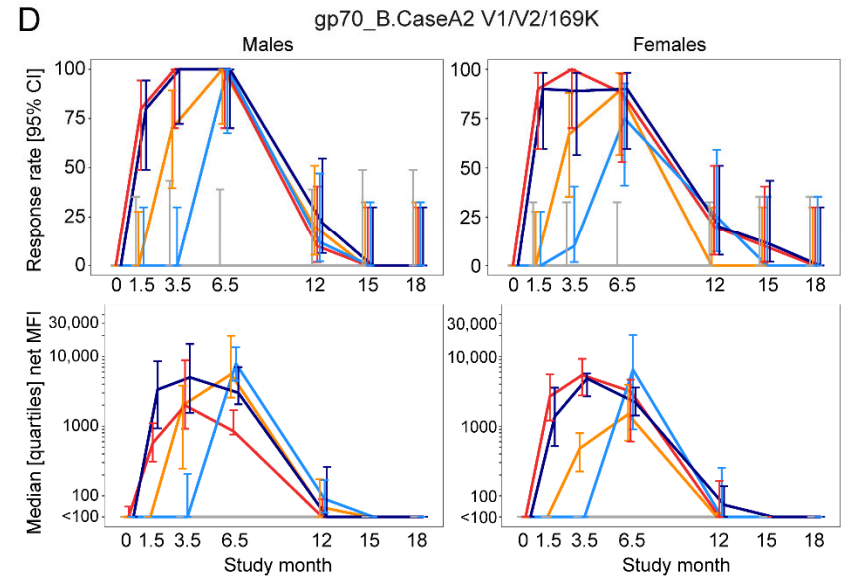 D
gp70_B.CaseA2 V1/V2/169K
Males
Females
Response rate [95% CI]
100
75
50
25
0
0 1.5 3.5 6.5 12 15 18
100
75
50
25
0
0 1.5 3.5 6.5 12 15 18
Median [quartiles] net MFI
30,000
10,000
1000
100
<100
0 1.5 3.5 6.5 12 15 18
Study month
30,000
10,000
1000
100
<100
0 1.5 3.5 6.5 12 15 18
Study month